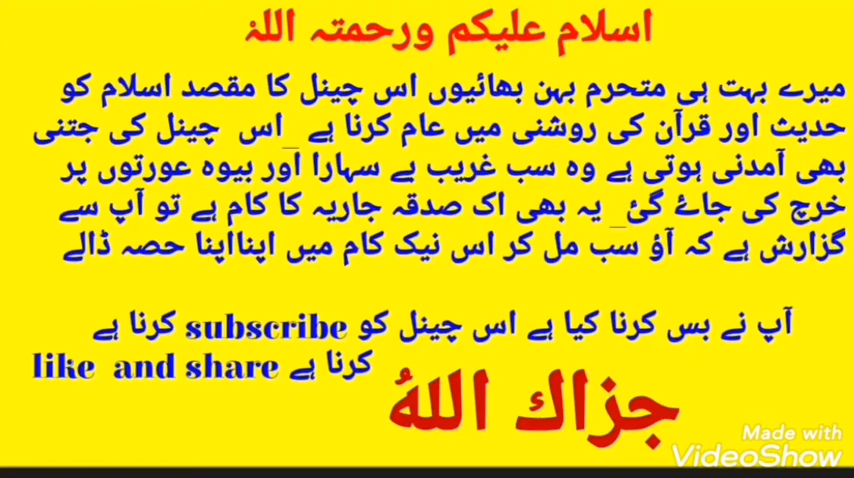 اسلام علیکم ورحمتہ اللہْ
میرے بہت ہی متحرم بہن بھائیوں اس چینل کا مقصد اسلام کو
حدیث اور قرآن کی روشنی میں عام کرنا ہے _ اس چینل کی جتنی
بھی آمدنی ہوتی ہے وہ سب غریب بے سہارا اور بیوہ عورتوں پر
خرچ کی جاۓ گئ_ یہ بھی اک صدقہ جاریہ کا کام ہے تو آپ سے
گزارش ہے کہ آؤ سب مل کر اس نیک کام میں اپنااپنا حصہ ڈالے
آپ نے بس کرنا کیا ہے اس چینل کو subscribe کرنا ہے
like and share کرنا ہے
جزاك اللهُ
Made with
VideoShow